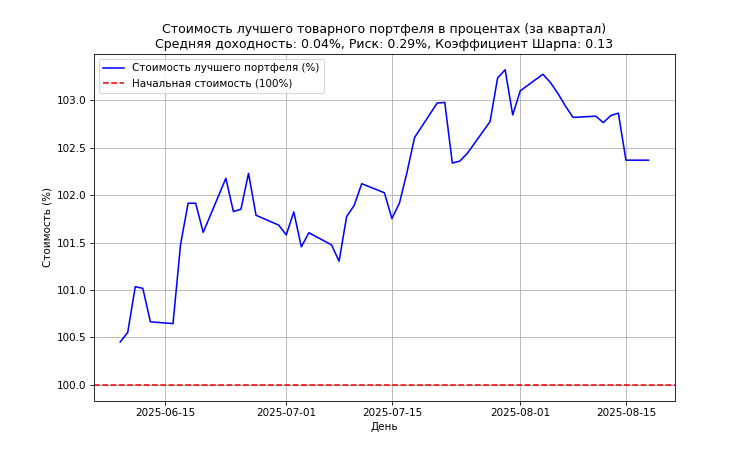 Стоимость лучшего товарного портфеля в процентах (за квартал)
Средняя доходность: 0.04%, Риск: 0.29%, Коэффициент Шарпа: 0.13
Стоимость лучшего портфеля (%)
Начальная стоимость (100%)
Стоимость (%)
103.0
102.5
102.0
101.5
101.0
100.5
100.0
2025-06-15
2025-07-01
2025-07-15
2025-08-01
2025-08-15
День